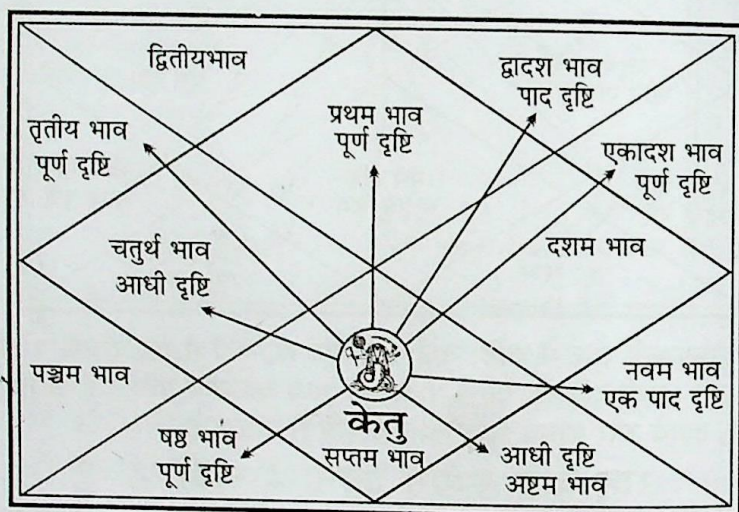 द्वितीयभाव
द्वादश भाव
पाद दृष्टि
प्रथम भाव
पूर्ण दृष्टि
तृतीय भाव
पूर्ण दृष्टि
एकादश भाव
पूर्ण दृष्टि
चतुर्थ भाव
आधी दृष्टि
दशम भाव
पञ्चम भाव
नवम भाव
एक पाद दृष्टि
केतु
सप्तम भाव
षष्ठ भाव
पूर्ण दृष्टि
आधी दृष्टि
अष्टम भाव